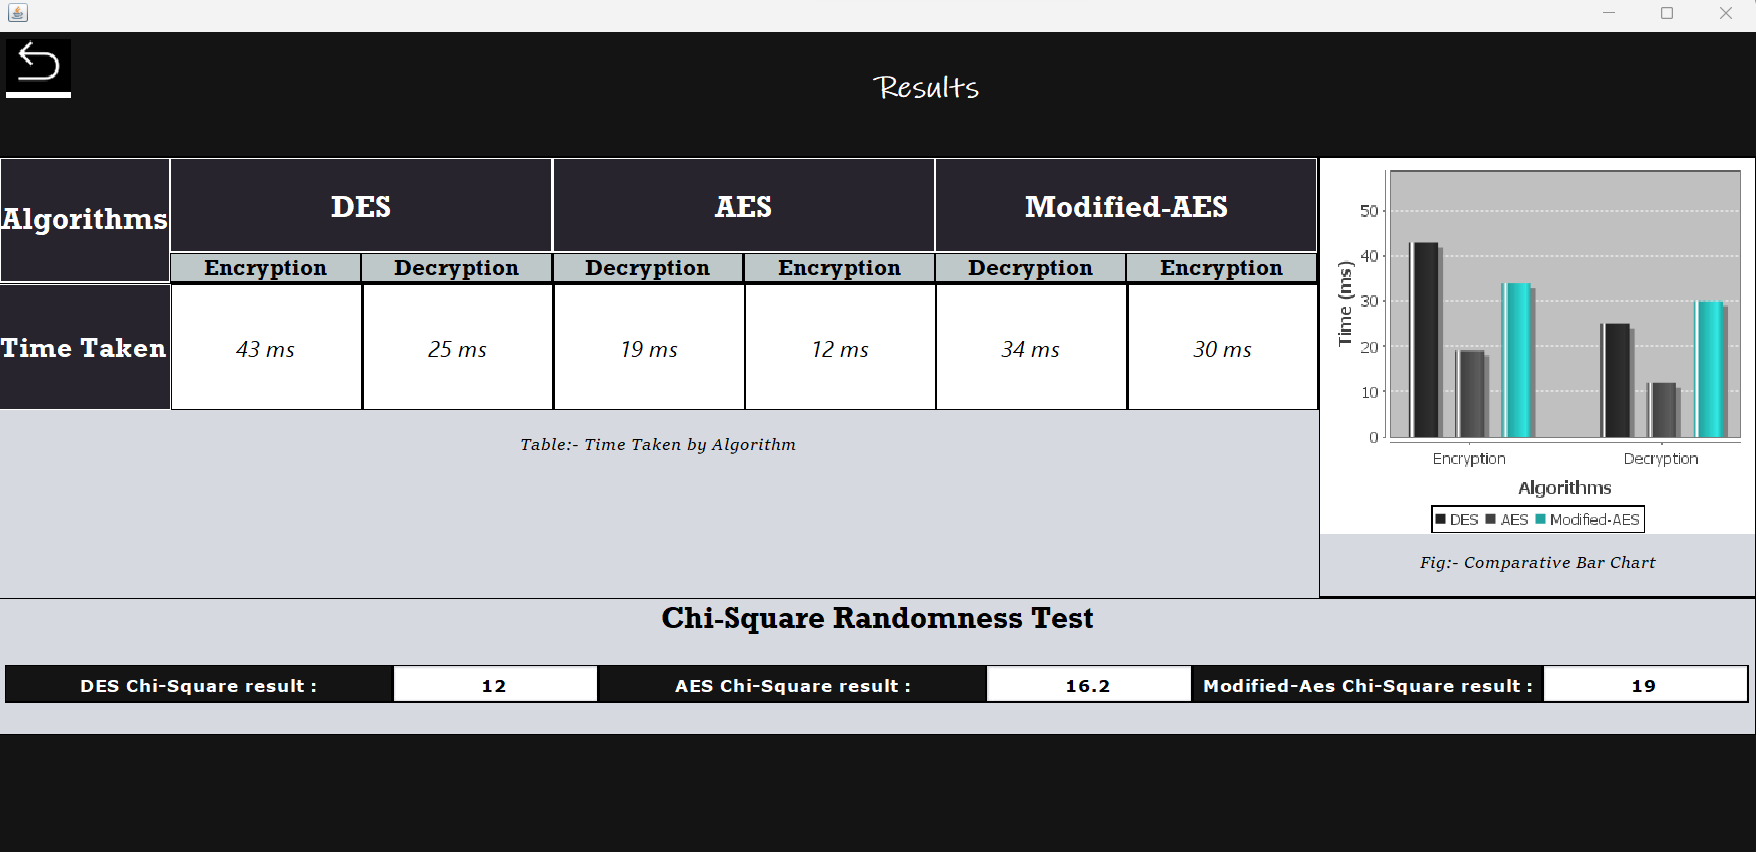 Results
Algorithms DES AES Modified-AES
Encryption Decryption Decryption Encryption Decryption Encryption
Time Taken 43 ms 25 ms 19 ms 12 ms 34 ms 30 ms
Table:- Time Taken by Algorithm
50
40
30
20
10
0
Time (ms)
Encryption Decryption
Algorithms
DES AES Modified-AES
Fig:- Comparative Bar Chart
Chi-Square Randomness Test
DES Chi-Square result : 12 AES Chi-Square result : 16.2 Modified-Aes Chi-Square result : 19